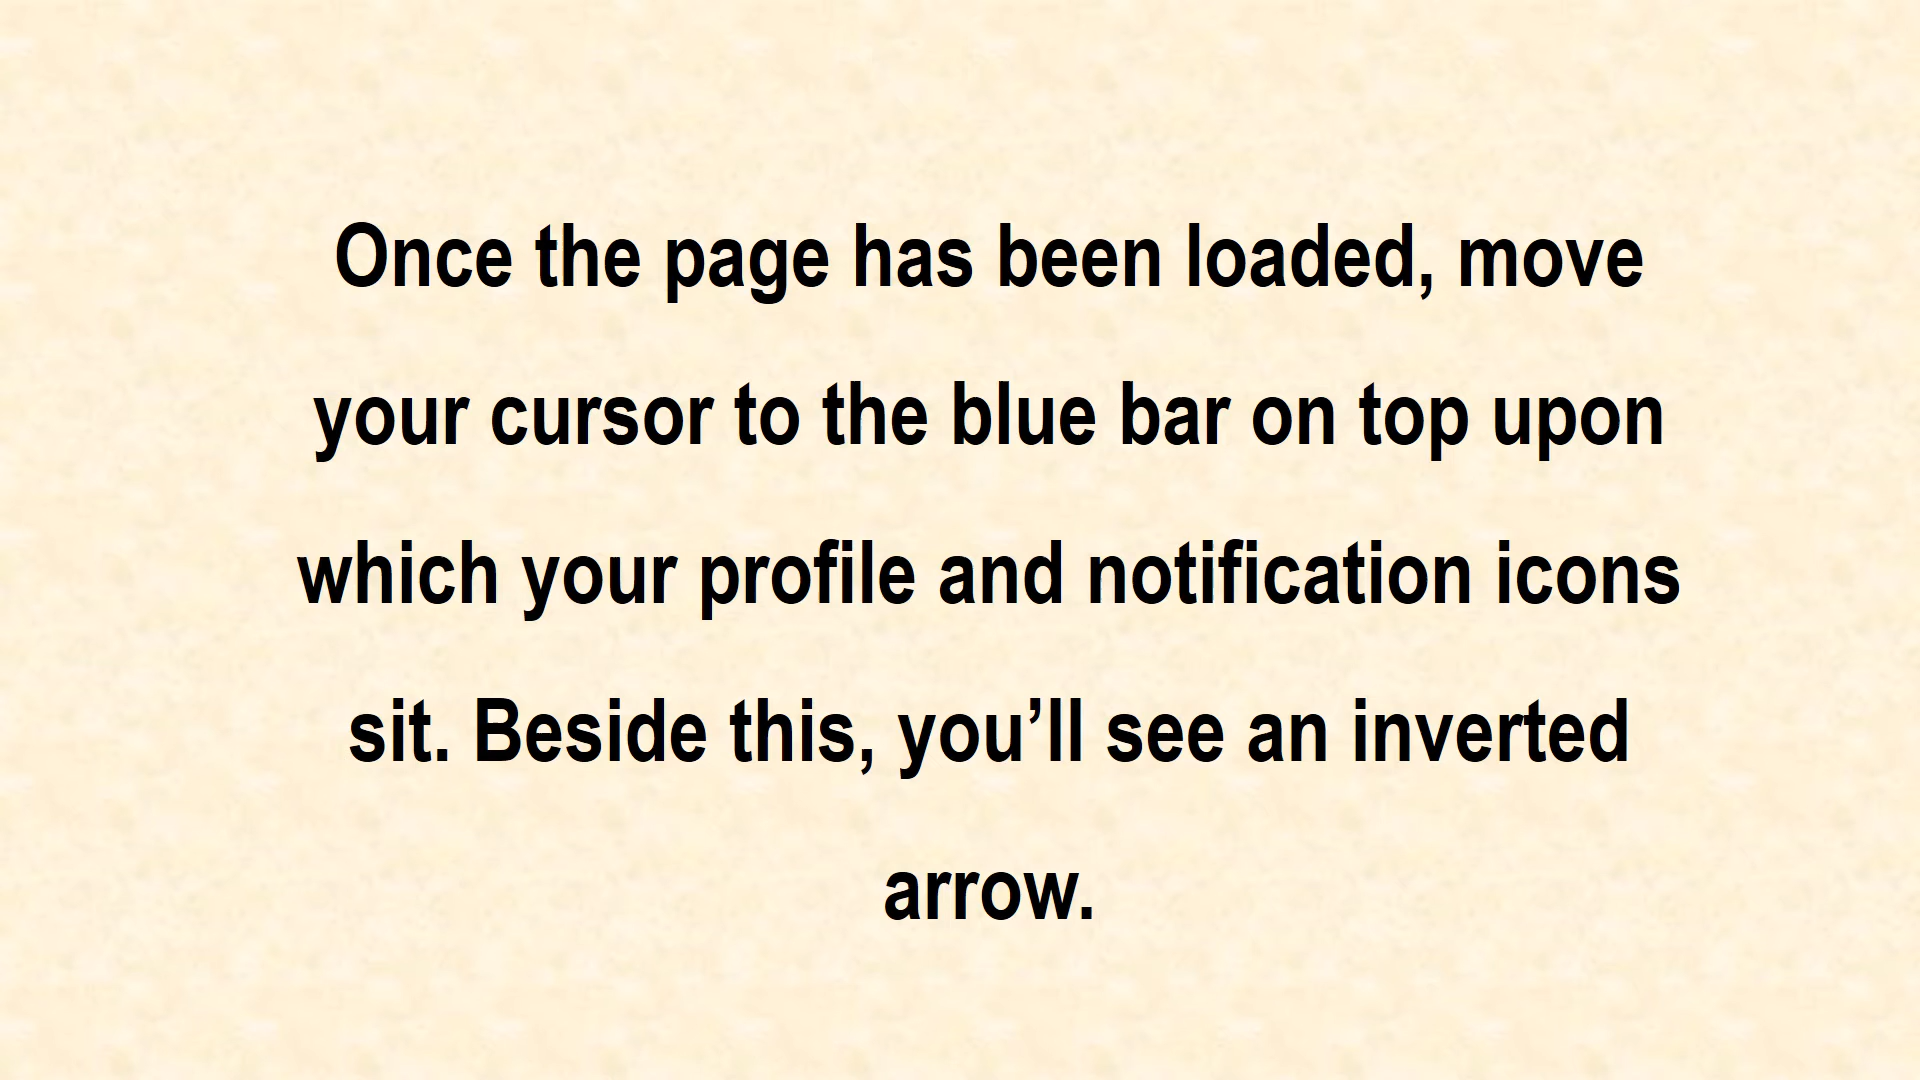 Once the page has been loaded, move
your cursor to the blue bar on top upon
which your profile and notification icons
sit. Beside this, you’ll see an inverted
arrow.